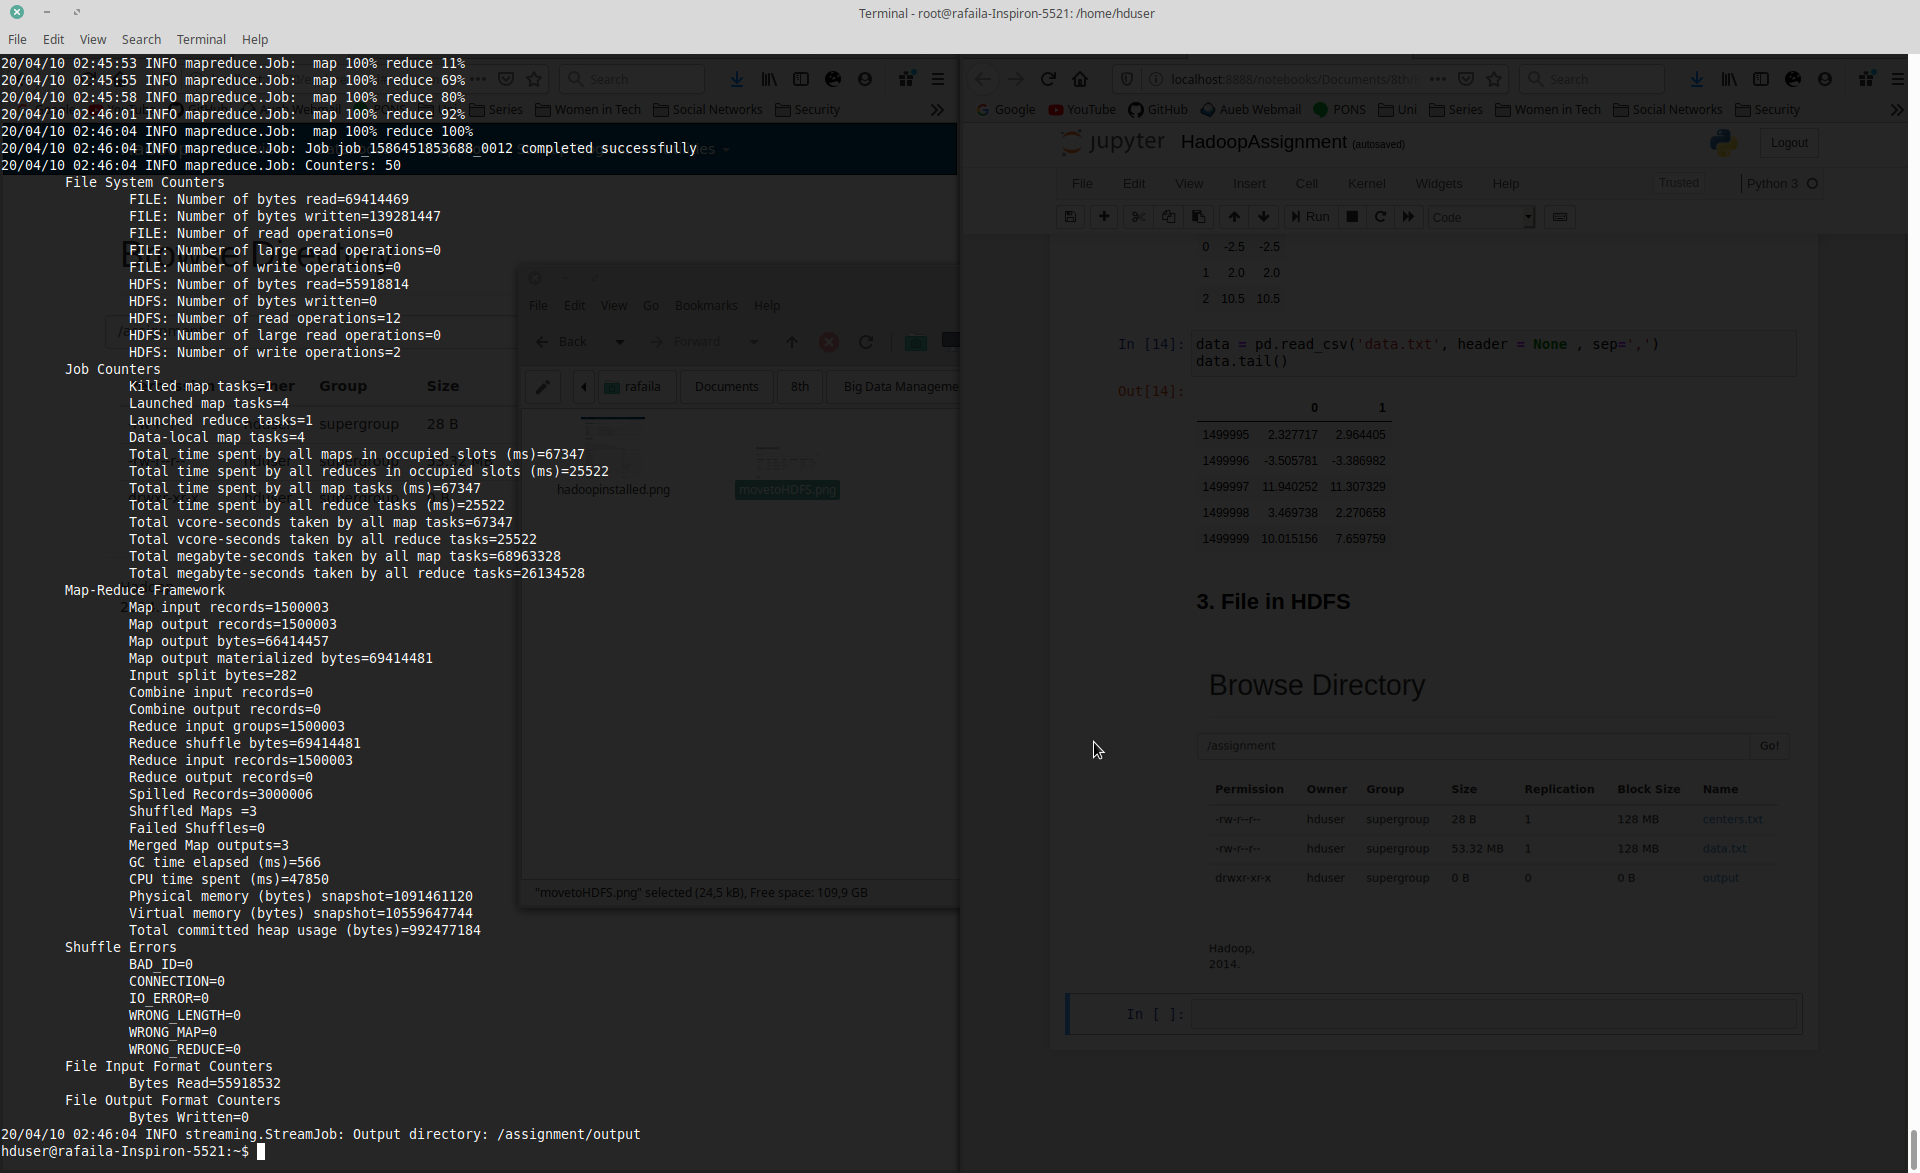 Terminal - root@rafaila-Inspiron-5521: /home/hduser
File Edit View Search Terminal Help
20/04/10 02:45:53 INFO mapreduce.Job:  map 100% reduce 11%
20/04/10 02:45:55 INFO mapreduce.Job:  map 100% reduce 69%
20/04/10 02:45:58 INFO mapreduce.Job:  map 100% reduce 80%
20/04/10 02:46:01 INFO mapreduce.Job:  map 100% reduce 92%
20/04/10 02:46:04 INFO mapreduce.Job:  map 100% reduce 100%
20/04/10 02:46:04 INFO mapreduce.Job: Job job_1586451853688_0012 completed successfully
20/04/10 02:46:04 INFO mapreduce.Job: Counters: 50
File System Counters
FILE: Number of bytes read=69414469
FILE: Number of bytes written=139281447
FILE: Number of read operations=0
FILE: Number of large read operations=0
FILE: Number of write operations=0
HDFS: Number of bytes read=55918814
HDFS: Number of bytes written=0
HDFS: Number of read operations=12
HDFS: Number of large read operations=0
HDFS: Number of write operations=2
Job Counters
Killed map tasks=1
Launched map tasks=4
Launched reduce tasks=1
Data-local map tasks=4
Total time spent by all maps in occupied slots (ms)=67347
Total time spent by all reduces in occupied slots (ms)=25522
Total time spent by all map tasks (ms)=67347
Total time spent by all reduce tasks (ms)=25522
Total vcore-seconds taken by all map tasks=67347
Total vcore-seconds taken by all reduce tasks=25522
Total megabyte-seconds taken by all map tasks=68963328
Total megabyte-seconds taken by all reduce tasks=26134528
Map-Reduce Framework
Map input records=1500003
Map output records=1500003
Map output bytes=66414457
Map output materialized bytes=69414481
Input split bytes=282
Combine input records=0
Combine output records=0
Reduce input groups=1500003
Reduce shuffle bytes=69414481
Reduce input records=1500003
Reduce output records=0
Spilled Records=3000006
Shuffled Maps =3
Failed Shuffles=0
Merged Map outputs=3
GC time elapsed (ms)=566
CPU time spent (ms)=47850
Physical memory (bytes) snapshot=1091461120
Virtual memory (bytes) snapshot=10559647744
Total committed heap usage (bytes)=992477184
Shuffle Errors
BAD_ID=0
CONNECTION=0
IO_ERROR=0
WRONG_LENGTH=0
WRONG_MAP=0
WRONG_REDUCE=0
File Input Format Counters
Bytes Read=55918532
File Output Format Counters
Bytes Written=0
20/04/10 02:46:04 INFO streaming.StreamJob: Output directory: /assignment/output
hduser@rafaila-Inspiron-5521:~$
Search
Series Women in Tech Social Networks Security
Browse Directory
Group Size
supergroup 28 B
File Edit View Go Bookmarks Help
Back Forward
rafaila Documents 8th Big Data Manageme
hadoopinstalled.png movetoHDFS.png
"movetoHDFS.png" selected (24,5 kB), Free space: 109,9 GB
localhost:8888/notebooks/Documents/8th/ Search
Google YouTube GitHub Aueb Webmail PONS Uni Series Women in Tech Social Networks Security
jupyter HadoopAssignment (autosaved) Logout
File Edit View Insert Cell Kernel Widgets Help Trusted Python 3
Run Code
0 -2.5 -2.5
1 2.0 2.0
2 10.5 10.5
In [14]: data = pd.read_csv('data.txt', header = None , sep=',')
data.tail()
Out[14]:
0 1
1499995 2.327717 2.964405
1499996 -3.505781 -3.386982
1499997 11.940252 11.307329
1499998 3.469738 2.270658
1499999 10.015156 7.659759
3. File in HDFS
Browse Directory
/assignment Go!
Permission Owner Group Size Replication Block Size Name
-rw-r--r-- hduser supergroup 28 B 1 128 MB centers.txt
-rw-r--r-- hduser supergroup 53.32 MB 1 128 MB data.txt
drwxr-xr-x hduser supergroup 0 B 0 0 B output
Hadoop,
2014.
In [ ]: